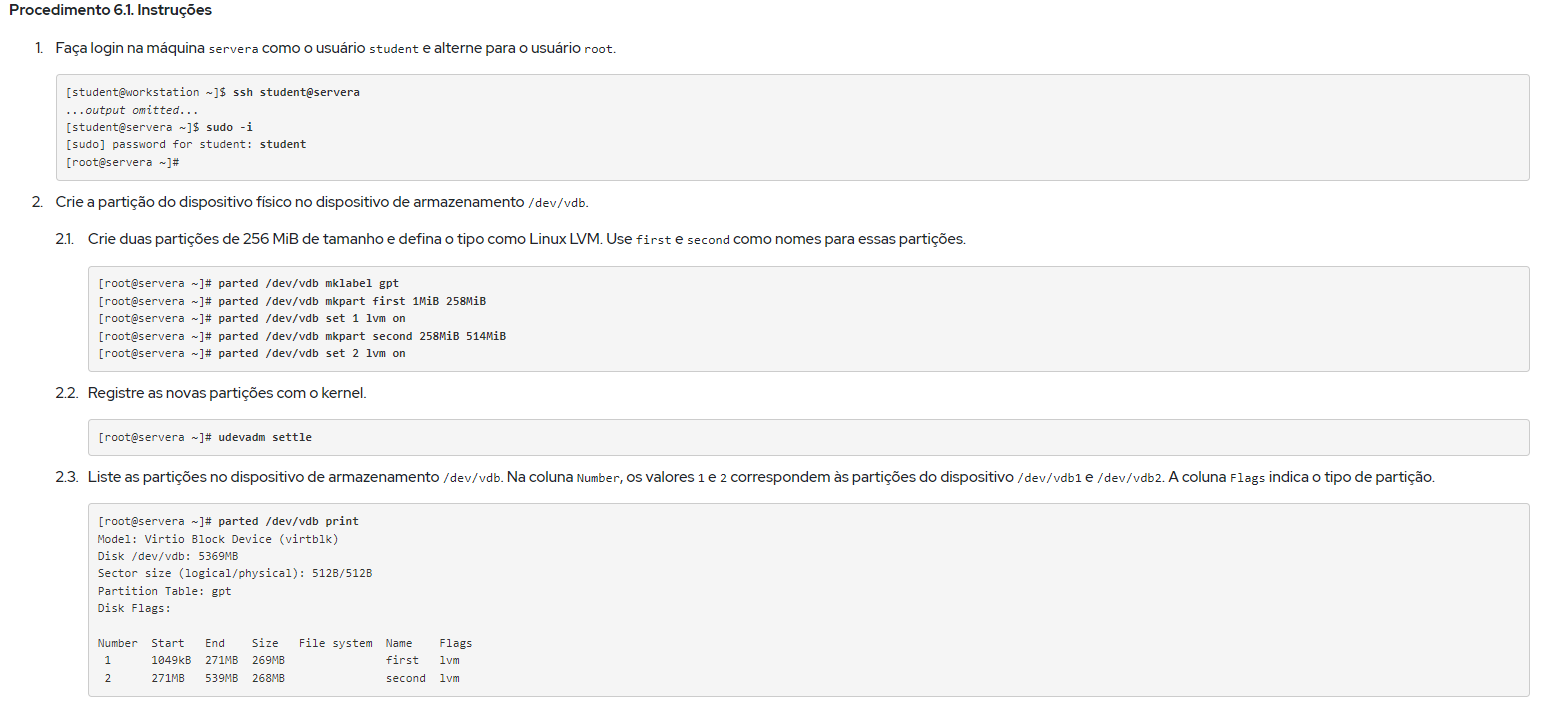 Procedimento 6.1. Instruções
1. Faça login na máquina servera como o usuário student e alterne para o usuário root.
[student@workstation ~]$ ssh student@servera
...output omitted...
[student@servera ~]$ sudo -i
[sudo] password for student: student
[root@servera ~]#
2. Crie a partição do dispositivo físico no dispositivo de armazenamento /dev/vdb.
2.1. Crie duas partições de 256 MiB de tamanho e defina o tipo como Linux LVM. Use first e second como nomes para essas partições.
[root@servera ~]# parted /dev/vdb mklabel gpt
[root@servera ~]# parted /dev/vdb mkpart first 1MiB 258MiB
[root@servera ~]# parted /dev/vdb set 1 lvm on
[root@servera ~]# parted /dev/vdb mkpart second 258MiB 514MiB
[root@servera ~]# parted /dev/vdb set 2 lvm on
2.2. Registre as novas partições com o kernel.
[root@servera ~]# udevadm settle
2.3. Liste as partições no dispositivo de armazenamento /dev/vdb. Na coluna Number, os valores 1 e 2 correspondem às partições do dispositivo /dev/vdb1 e /dev/vdb2. A coluna Flags indica o tipo de partição.
[root@servera ~]# parted /dev/vdb print
Model: Virtio Block Device (virtblk)
Disk /dev/vdb: 5369MB
Sector size (logical/physical): 512B/512B
Partition Table: gpt
Disk Flags:
Number  Start   End    Size   File system  Name    Flags
 1      1049kB  271MB  269MB               first   lvm
 2      271MB   539MB  268MB               second  lvm